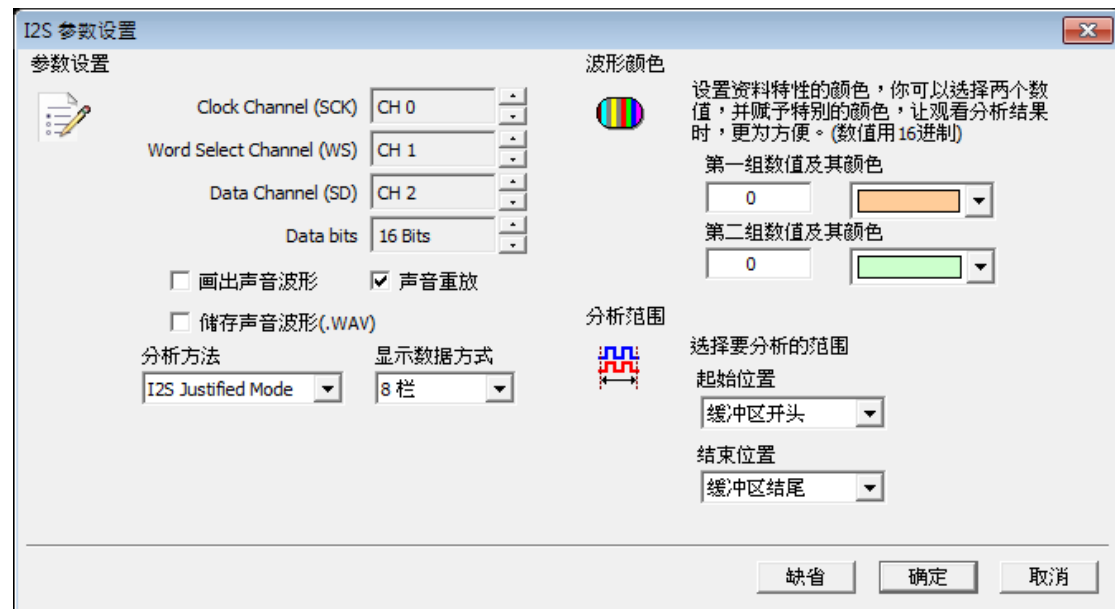 I2S 参数设置
参数设置
Clock Channel (SCK) CH 0
Word Select Channel (WS) CH 1
Data Channel (SD) CH 2
Data bits 16 Bits
画出声音波形 声音重放
储存声音波形(.WAV)
分析方法 显示数据方式
I2S Justified Mode 8 栏
波形颜色
设置资料特性的颜色，你可以选择两个数
值，并赋予特别的颜色，让观看分析结果
时，更为方便。(数值用16进制)
第一组数值及其颜色
0
第二组数值及其颜色
0
分析范围
选择要分析的范围
起始位置
缓冲区开头
结束位置
缓冲区结尾
缺省 确定 取消